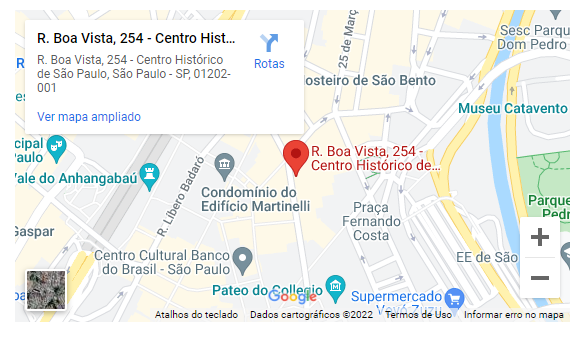 R. Boa Vista, 254 - Centro Hist...
R. Boa Vista, 254 - Centro Histórico
de São Paulo, São Paulo - SP, 01202-
001
Rotas
Ver mapa ampliado
25 de Març
Sesc Parque
Dom Pedro
osteiro de São Bento
Museu Catavento
cipal
Paulo
R. Boa Vista, 254 -
Centro Histórico de...
Vale do Anhangabaú
R. Líbero Badaró
Condomínio do
Edifício Martinelli
Praça
Fernando
Costa
Parque
Pedro
Gaspar
Centro Cultural Banco
do Brasil - São Paulo
EE de São
Pateo do Collegio
Google
Supermercado
Vovó Zuzu
Atalhos do teclado
Dados cartográficos ©2022
Termos de Uso
Informar erro no mapa